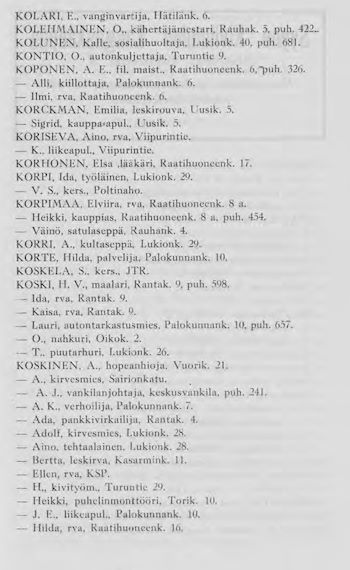 KOLARI, E., vanginvartija, Hätilänk. 6.
KOLEHMAINEN, O., kähertäjämestari, Rauhak. 5, puh. 422.
KOLUNEN, Kalle, sosialihuoltaja, Lukionk. 40, puh. 681.
KONTIO, O., autonkuljettaja, Turuntie 9.
KOPONEN, A. E., fil. maist., Raatihuoneenk. 6, puh. 326.
— Alli, kiillottaja, Palokunnank. 6.
— Ilmi, rva, Raatihuoneenk. 6.
KORCKMAN, Emilia, leskirouva, Uusik. 5.
— Sigrid, kauppa-apul., Uusik. 5.
KORISEVA, Aino, rva, Viipurintie.
— K., liikeapul., Viipurintie.
KORHONEN, Elsa lääkäri, Raatihuoneenk. 17.
KORPI, Ida, työläinen, Lukionk. 29.
— V. S., kers., Poltinaho.
KORPIMAA, Elviira, rva, Raatihuoneenk. 8 a.
— Heikki, kauppias, Raatihuoneenk. 8 a, puh. 454.
— Väinö, satulaseppä, Rauhank. 4.
KORRI, A., kultaseppä, Lukionk. 29.
KORTE, Hilda, palvelija, Palokunnank. 10.
KOSKELA, S., kers., JTR.
KOSKI, H. V., maalari, Rantak. 9, puh. 598.
— Ida, rva, Rantak. 9.
— Kaisa, rva, Rantak. 9.
— Lauri, autontarkastusmies, Palokunnank. 10, puh. 657.
— O., nahkuri, Oikok. 2.
— T., puutarhuri, Lukionk. 26.
KOSKINEN, A., hopeanhioja, Vuorik. 21.
— A., kirvesmies, Sairionkatu.
— A. J., vankilanjohtaja, keskusvankila, puh. 241.
— A. K., verhoilija, Palokunnank. 7.
— Ada, pankkivirkailija, Rantak. 4.
— Adolf, kirvesmies, Lukionk. 28.
— Aino, tehtaalainen, Lukionk. 28.
— Bertta, leskirva, Kasarmink. 11.
— Ellen, rva, KSP.
— H., kivityöm., Turuntie 29.
— Heikki, puhelinmonttööri, Torik. 10.
— J. E., liikeapul., Palokunnank. 10.
— Hilda, rva, Raatihuoneenk. 16.